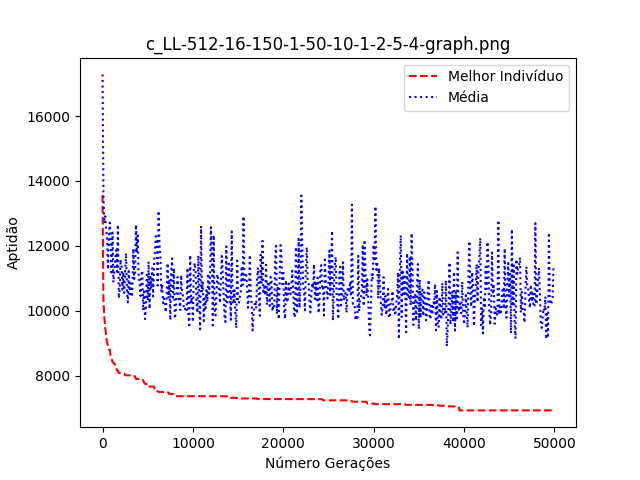 c_LL-512-16-150-1-50-10-1-2-5-4-graph.png
Melhor Indivíduo
Média
16000
14000
12000
10000
8000
Aptidão
0 10000 20000 30000 40000 50000
Número Gerações